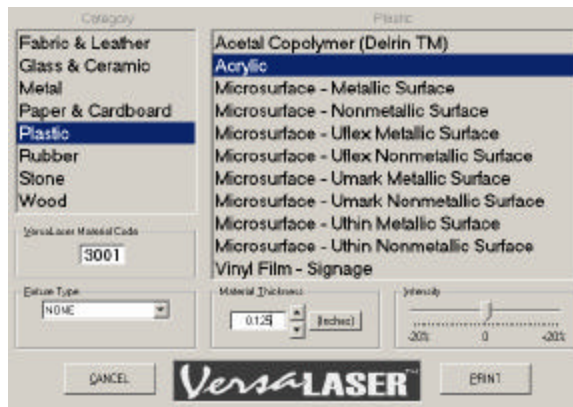 Category
Plastic
Fabric & Leather
Glass & Ceramic
Metal
Paper & Cardboard
Plastic
Rubber
Stone
Wood
Acetal Copolymer (Delrin TM)
Acrylic
Microsurface - Metallic Surface
Microsurface - Nonmetallic Surface
Microsurface - Uflex Metallic Surface
Microsurface - Uflex Nonmetallic Surface
Microsurface - Umark Metallic Surface
Microsurface - Umark Nonmetallic Surface
Microsurface - Uthin Metallic Surface
Microsurface - Uthin Nonmetallic Surface
Vinyl Film - Signage
VersaLaser Material Code
3001
Fixture Type
NONE
Material Thickness
0.125
(Inches)
Intensity
-20% 0 +20%
CANCEL
VERSALASER™
PRINT